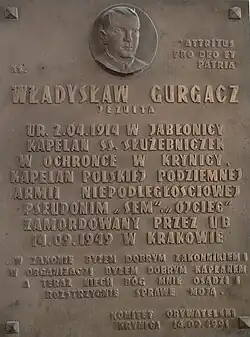 "ATTRITUS
PRO DEO ET
PATRIA"
KS.
WŁADYSŁAW GURGACZ
JEZUITA
UR. 2.04.1914 W JABŁONICY
KAPELAN SS. SŁUŻEBNICZEK
W OCHRONCE W KRYNICY.
KAPELAN POLSKIEJ PODZIEMNEJ
ARMII NIEPODLEGŁOŚCIOWEJ
PSEUDONIM „SEM", „OJCIEC"
ZAMORDOWANY PRZEZ UB
14.09.1949 W KRAKOWIE
„W ZAKONIE BYŁEM DOBRYM ZAKONNIKIEM
W ORGANIZACJI BYŁEM DOBRYM KAPŁANEM
A TERAZ NIECH BÓG MNIE OSĄDZI I
ROZSTRZYGNIE SPRAWĘ MOJĄ."
KOMITET OBYWATELSKI
KRYNICA 14.09.1991